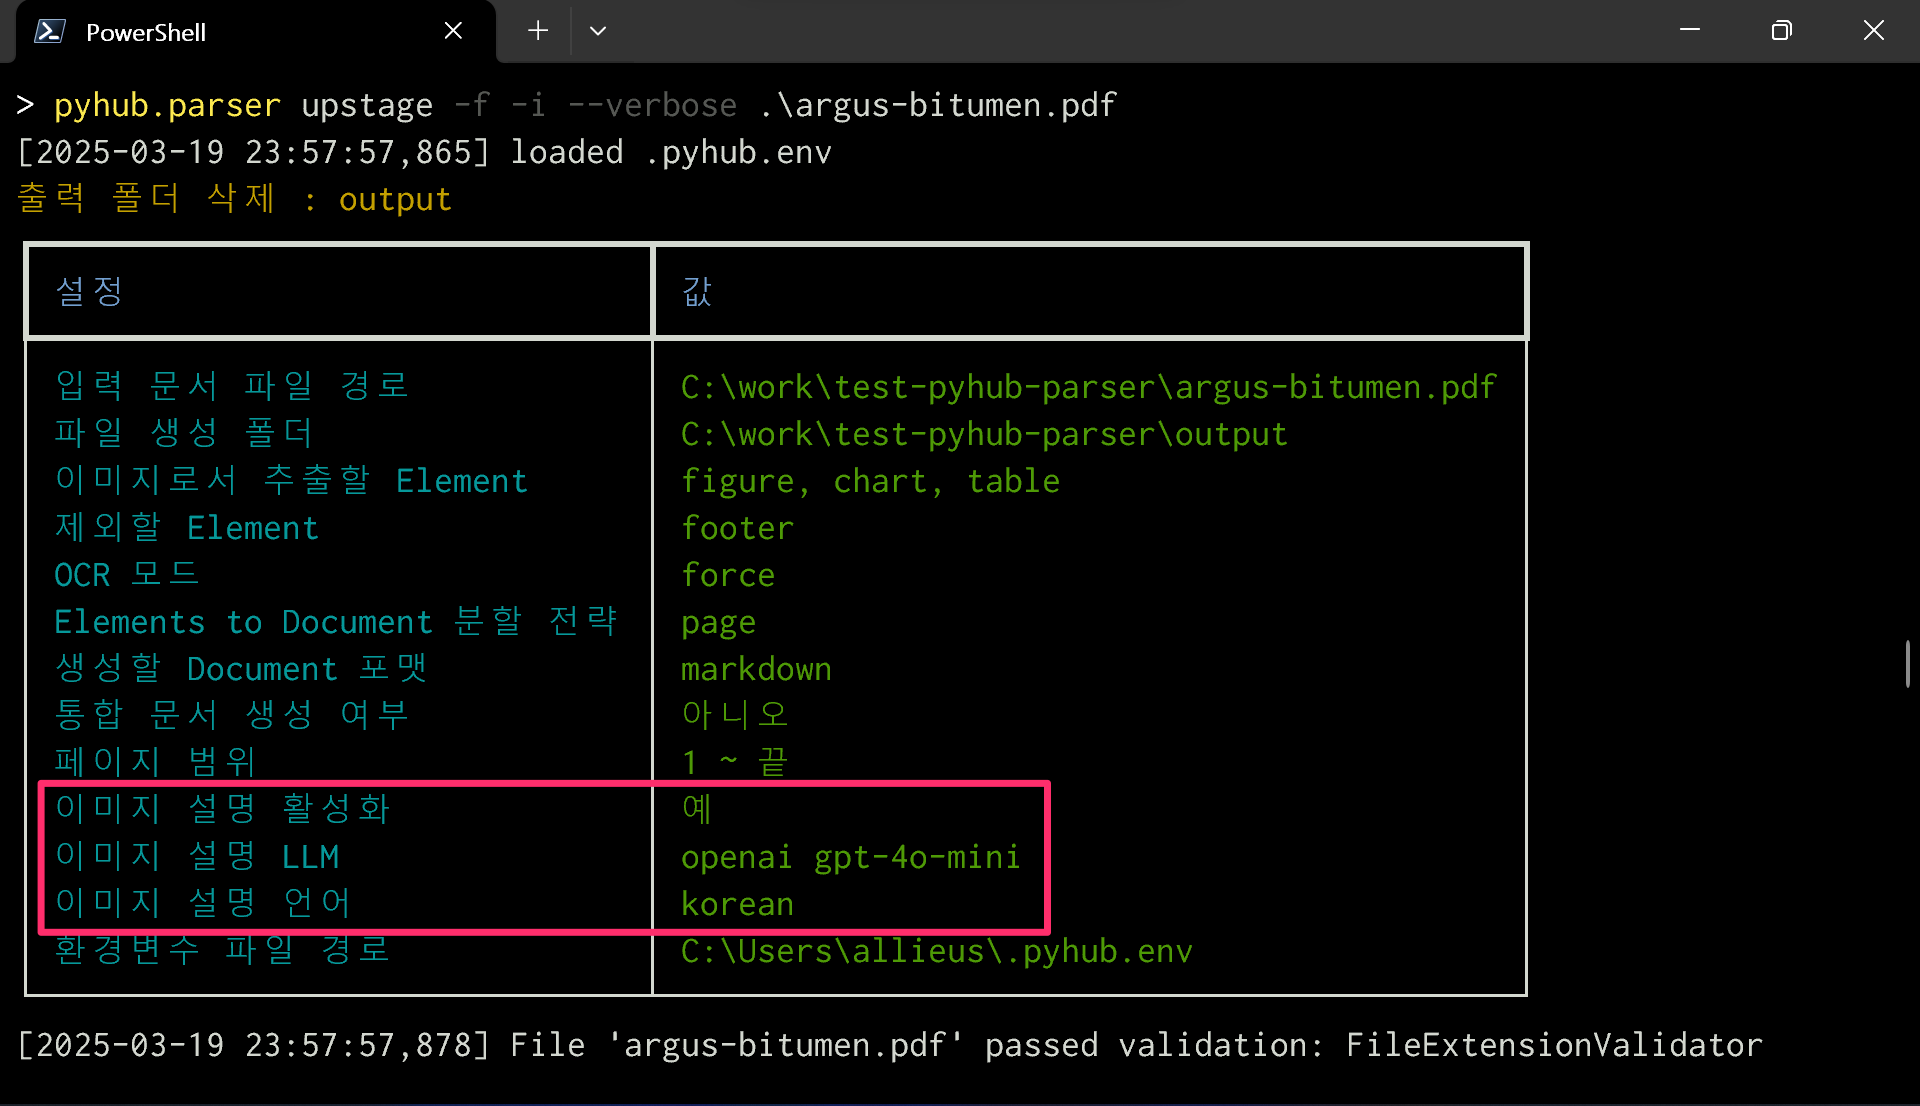 PowerShell
> pyhub.parser upstage -f -i --verbose .\argus-bitumen.pdf
[2025-03-19 23:57:57,865] loaded .pyhub.env
출력 폴더 삭제 : output
설정 값
입력 문서 파일 경로 C:\work\test-pyhub-parser\argus-bitumen.pdf
파일 생성 폴더 C:\work\test-pyhub-parser\output
이미지로서 추출할 Element figure, chart, table
제외할 Element footer
OCR 모드 force
Elements to Document 분할 전략 page
생성할 Document 포맷 markdown
통합 문서 생성 여부 아니오
페이지 범위 1 ~ 끝
이미지 설명 활성화 예
이미지 설명 LLM openai gpt-4o-mini
이미지 설명 언어 korean
환경변수 파일 경로 C:\Users\allieus\.pyhub.env
[2025-03-19 23:57:57,878] File 'argus-bitumen.pdf' passed validation: FileExtensionValidator